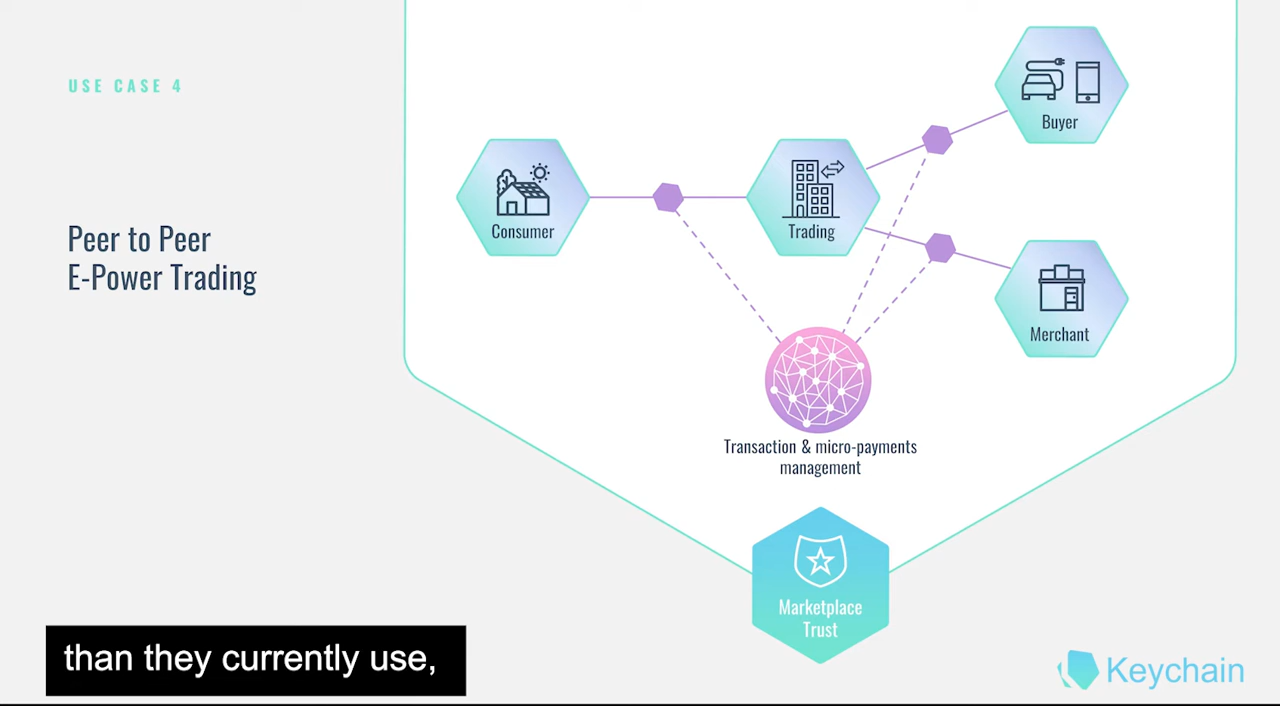 USE CASE 4
Peer to Peer
E-Power Trading
Consumer
Trading
Buyer
Merchant
Transaction & micro-payments
management
Marketplace
Trust
than they currently use,
Keychain